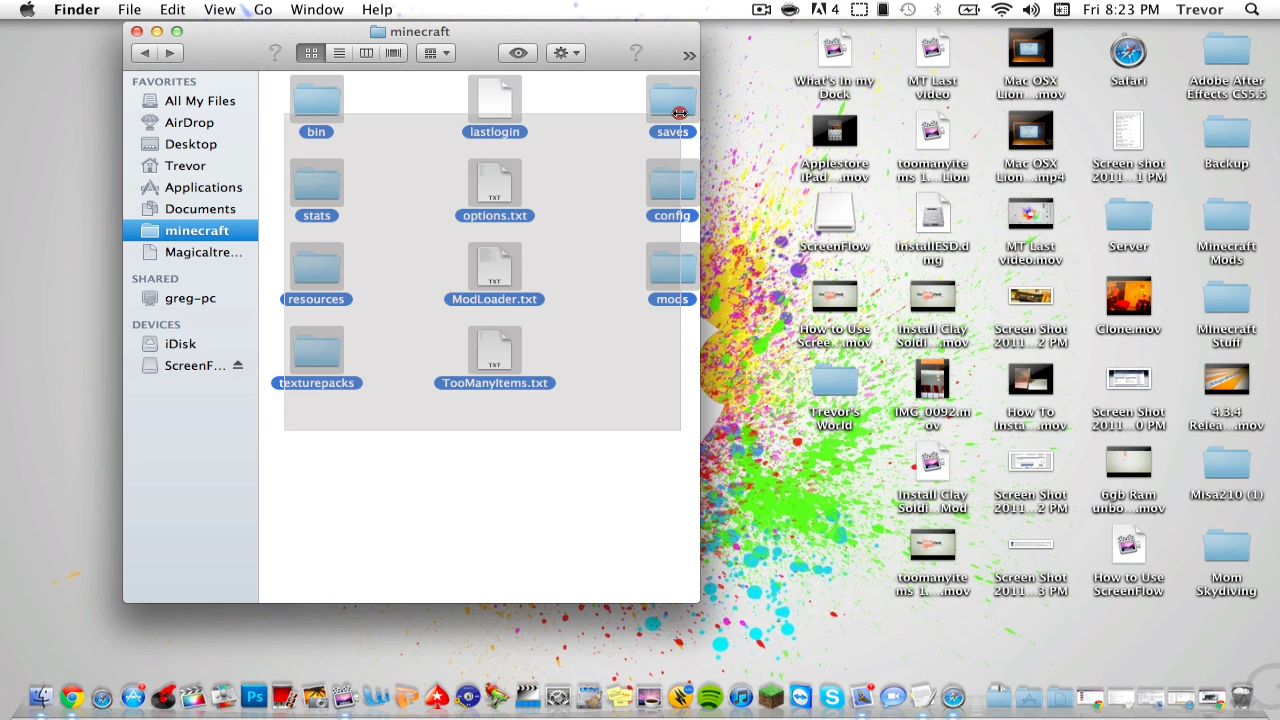 Finder File Edit View Go Window Help
4 Fri 8:23 PM Trevor
minecraft
FAVORITES
All My Files
AirDrop
Desktop
Trevor
Applications
Documents
minecraft
Magicaltre...
SHARED
greg-pc
DEVICES
iDisk
ScreenF...
bin
lastlogin
saves
stats
options.txt
config
resources
ModLoader.txt
mods
texturepacks
TooManyItems.txt
TXT
TXT
TXT
What's In my
Dock
MT Last
video
Mac OSX
Lion ....mov
Safari
Adobe After
Effects CS5.5
Applestore
iPad ....mov
toomanyite
ms 1.... Lion
Mac OSX
Lion ....mp4
Screen shot
2011...1 PM
Backup
ScreenFlow
InstallESD.d
mg
MT Last
video.mov
Server
Minecraft
Mods
How to Use
Scree....mov
Install Clay
Soldi....mov
Screen Shot
2011...2 PM
Clone.mov
MInecraft
Stuff
Trevor's
World
IMG_0092.m
ov
How To
Insta....mov
Screen Shot
2011...0 PM
4.3.4
Relea....mov
Install Clay
Soldi...Mod
Screen Shot
2011...2 PM
6gb Ram
unbo....mov
Misa210 (1)
toomanyite
ms 1.....mov
Screen Shot
2011...3 PM
How to Use
ScreenFlow
Mom
Skydiving
Ps